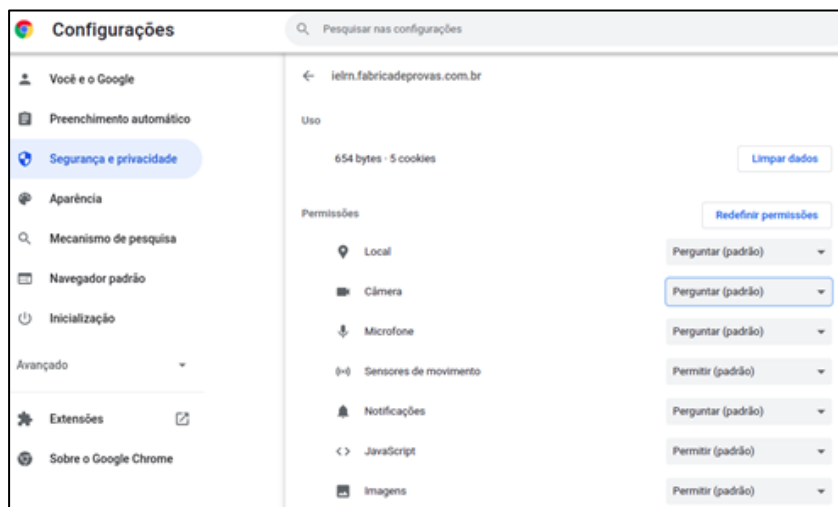 Configurações
Pesquisar nas configurações
Você e o Google
Preenchimento automático
Segurança e privacidade
Aparência
Mecanismo de pesquisa
Navegador padrão
Inicialização
Avançado
Extensões
Sobre o Google Chrome
ielrn.fabricadeprovas.com.br
Uso
654 bytes · 5 cookies Limpar dados
Permissões Redefinir permissões
Local Perguntar (padrão)
Câmera Perguntar (padrão)
Microfone Perguntar (padrão)
Sensores de movimento Permitir (padrão)
Notificações Perguntar (padrão)
JavaScript Permitir (padrão)
Imagens Permitir (padrão)